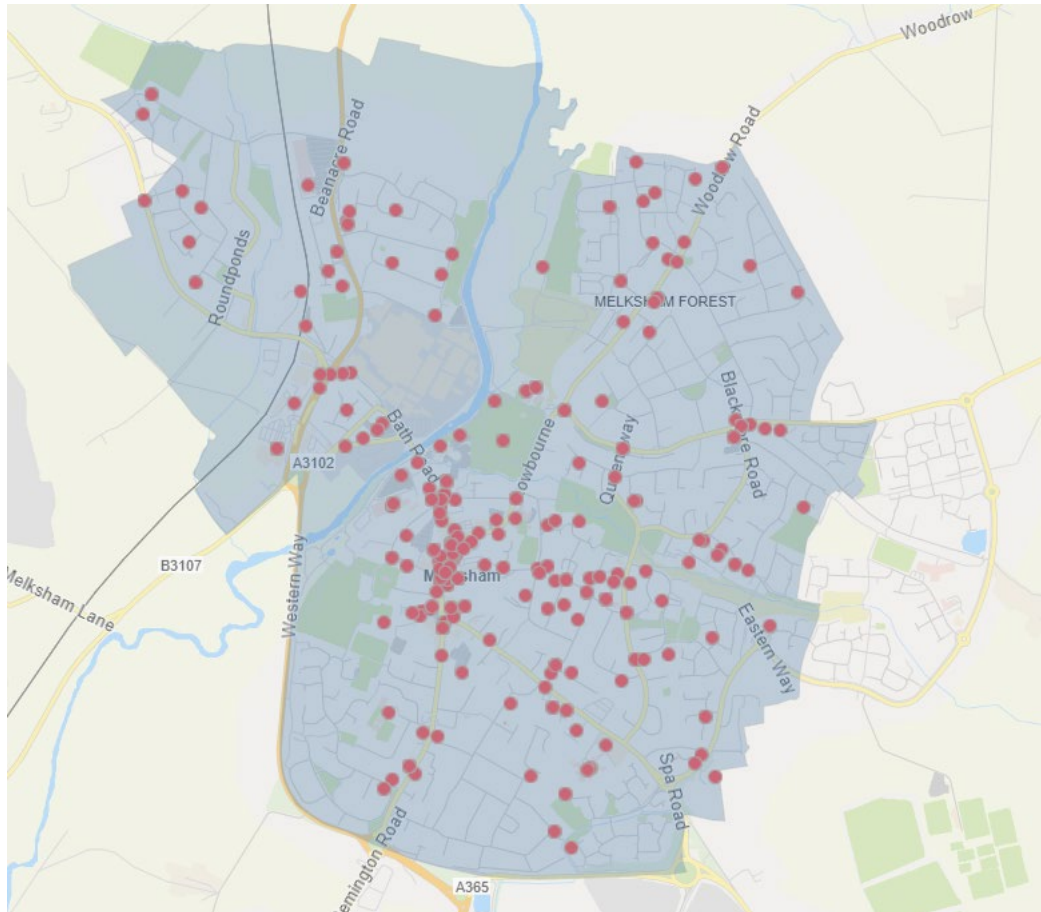 Woodrow
Beanacre Road
Woodrow Road
Roundponds
MELKSHAM FOREST
Blackmore Road
Bath Road
Queensway
A3102
B3107
Melksham Lane
Western Way
Melksham
Eastern Way
Spa Road
A365